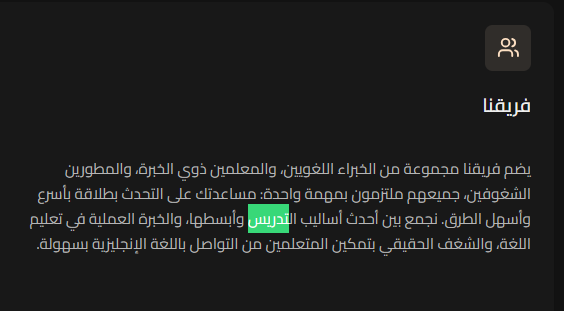 فريقنا
يضم فريقنا مجموعة من الخبراء اللغويين، والمعلمين ذوي الخبرة، والمطورين
الشغوفين، جميعهم ملتزمون بمهمة واحدة: مساعدتك على التحدث بطلاقة بأسرع
وأسهل الطرق. نجمع بين أحدث أساليب التدريس وأبسطها، والخبرة العملية في تعليم
اللغة، والشغف الحقيقي بتمكين المتعلمين من التواصل باللغة الإنجليزية بسهولة.